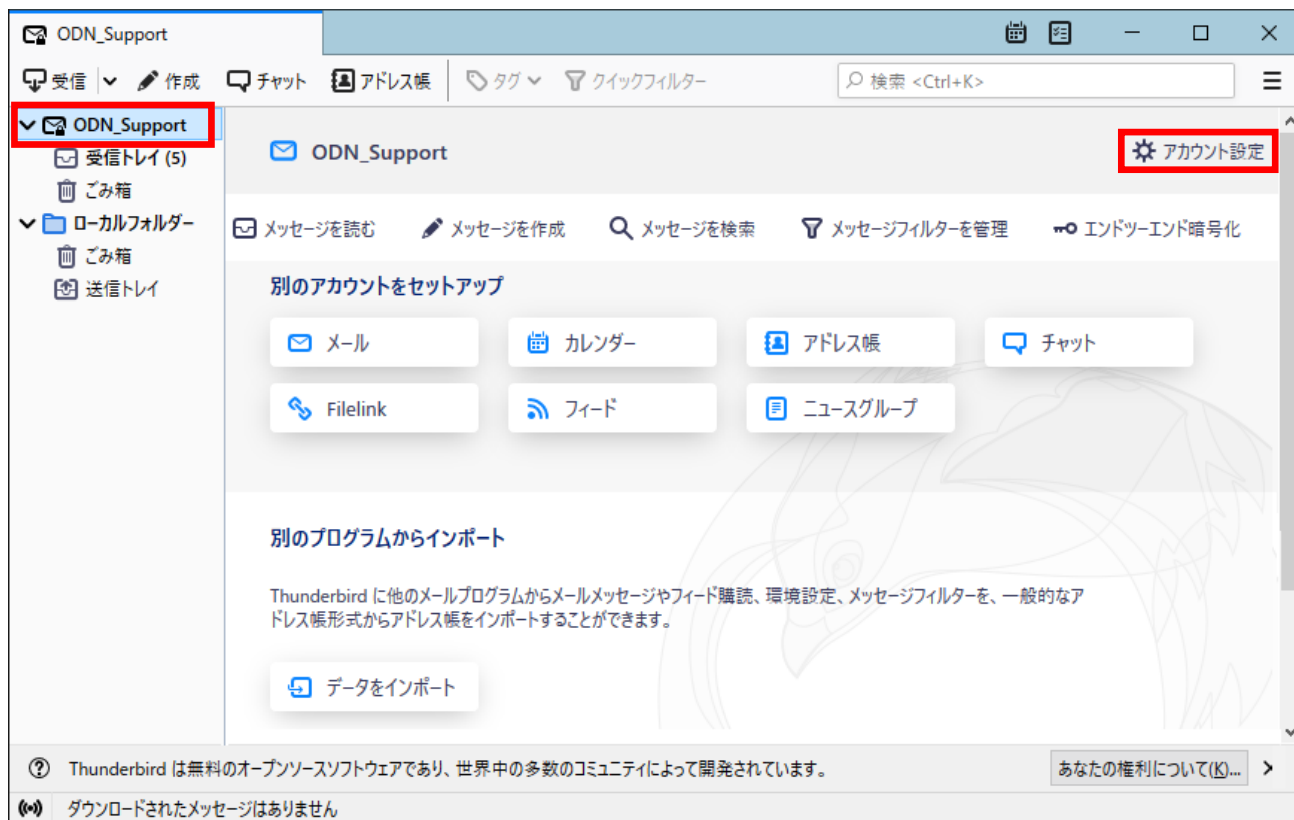 ODN_Support
受信 作成 チャット アドレス帳 タグ クイックフィルター 検索 <Ctrl+K>
ODN_Support
受信トレイ (5)
ごみ箱
ローカルフォルダー
ごみ箱
送信トレイ
ODN_Support アカウント設定
メッセージを読む メッセージを作成 メッセージを検索 メッセージフィルターを管理 エンドツーエンド暗号化
別のアカウントをセットアップ
メール カレンダー アドレス帳 チャット
Filelink フィード ニュースグループ
別のプログラムからインポート
Thunderbird に他のメールプログラムからメールメッセージやフィード購読、環境設定、メッセージフィルターを、一般的なア
ドレス帳形式からアドレス帳をインポートすることができます。
データをインポート
Thunderbird は無料のオープンソースソフトウェアであり、世界中の多数のコミュニティによって開発されています。 あなたの権利について(K)...
ダウンロードされたメッセージはありません